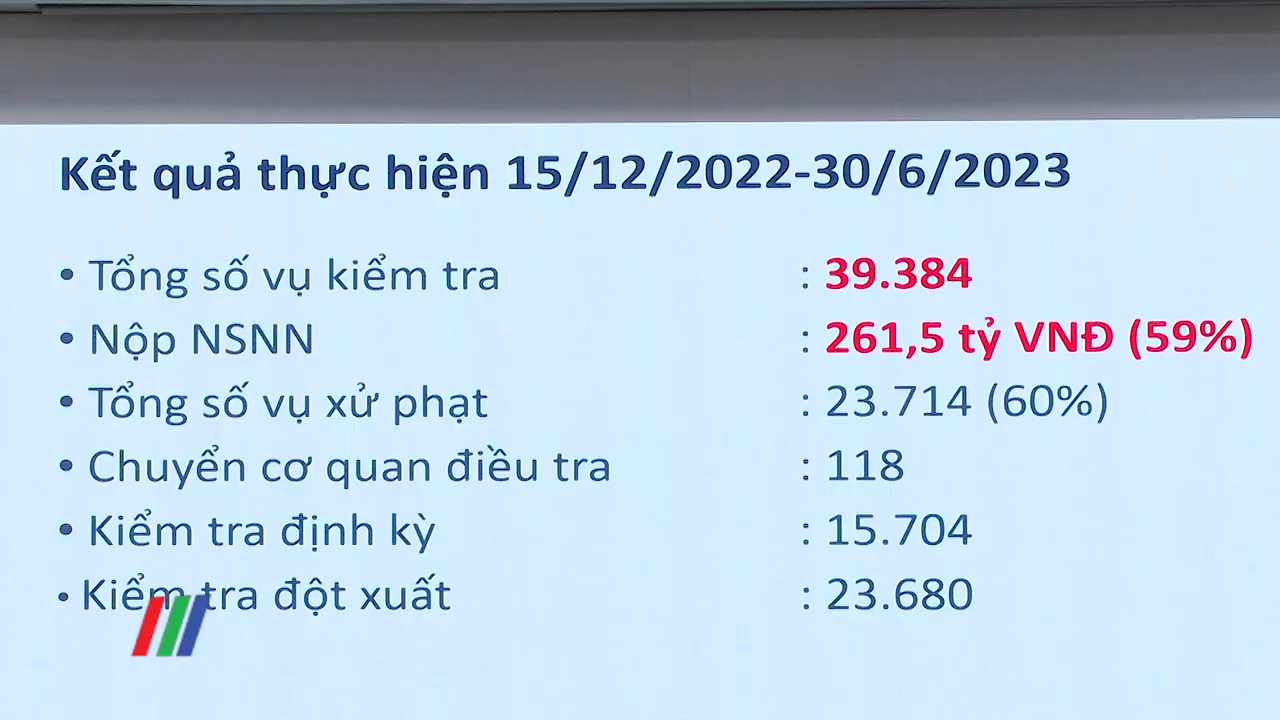 Kết quả thực hiện 15/12/2022-30/6/2023
• Tổng số vụ kiểm tra : 39.384
• Nộp NSNN : 261,5 tỷ VNĐ (59%)
• Tổng số vụ xử phạt : 23.714 (60%)
• Chuyển cơ quan điều tra : 118
• Kiểm tra định kỳ : 15.704
• Kiểm tra đột xuất : 23.680